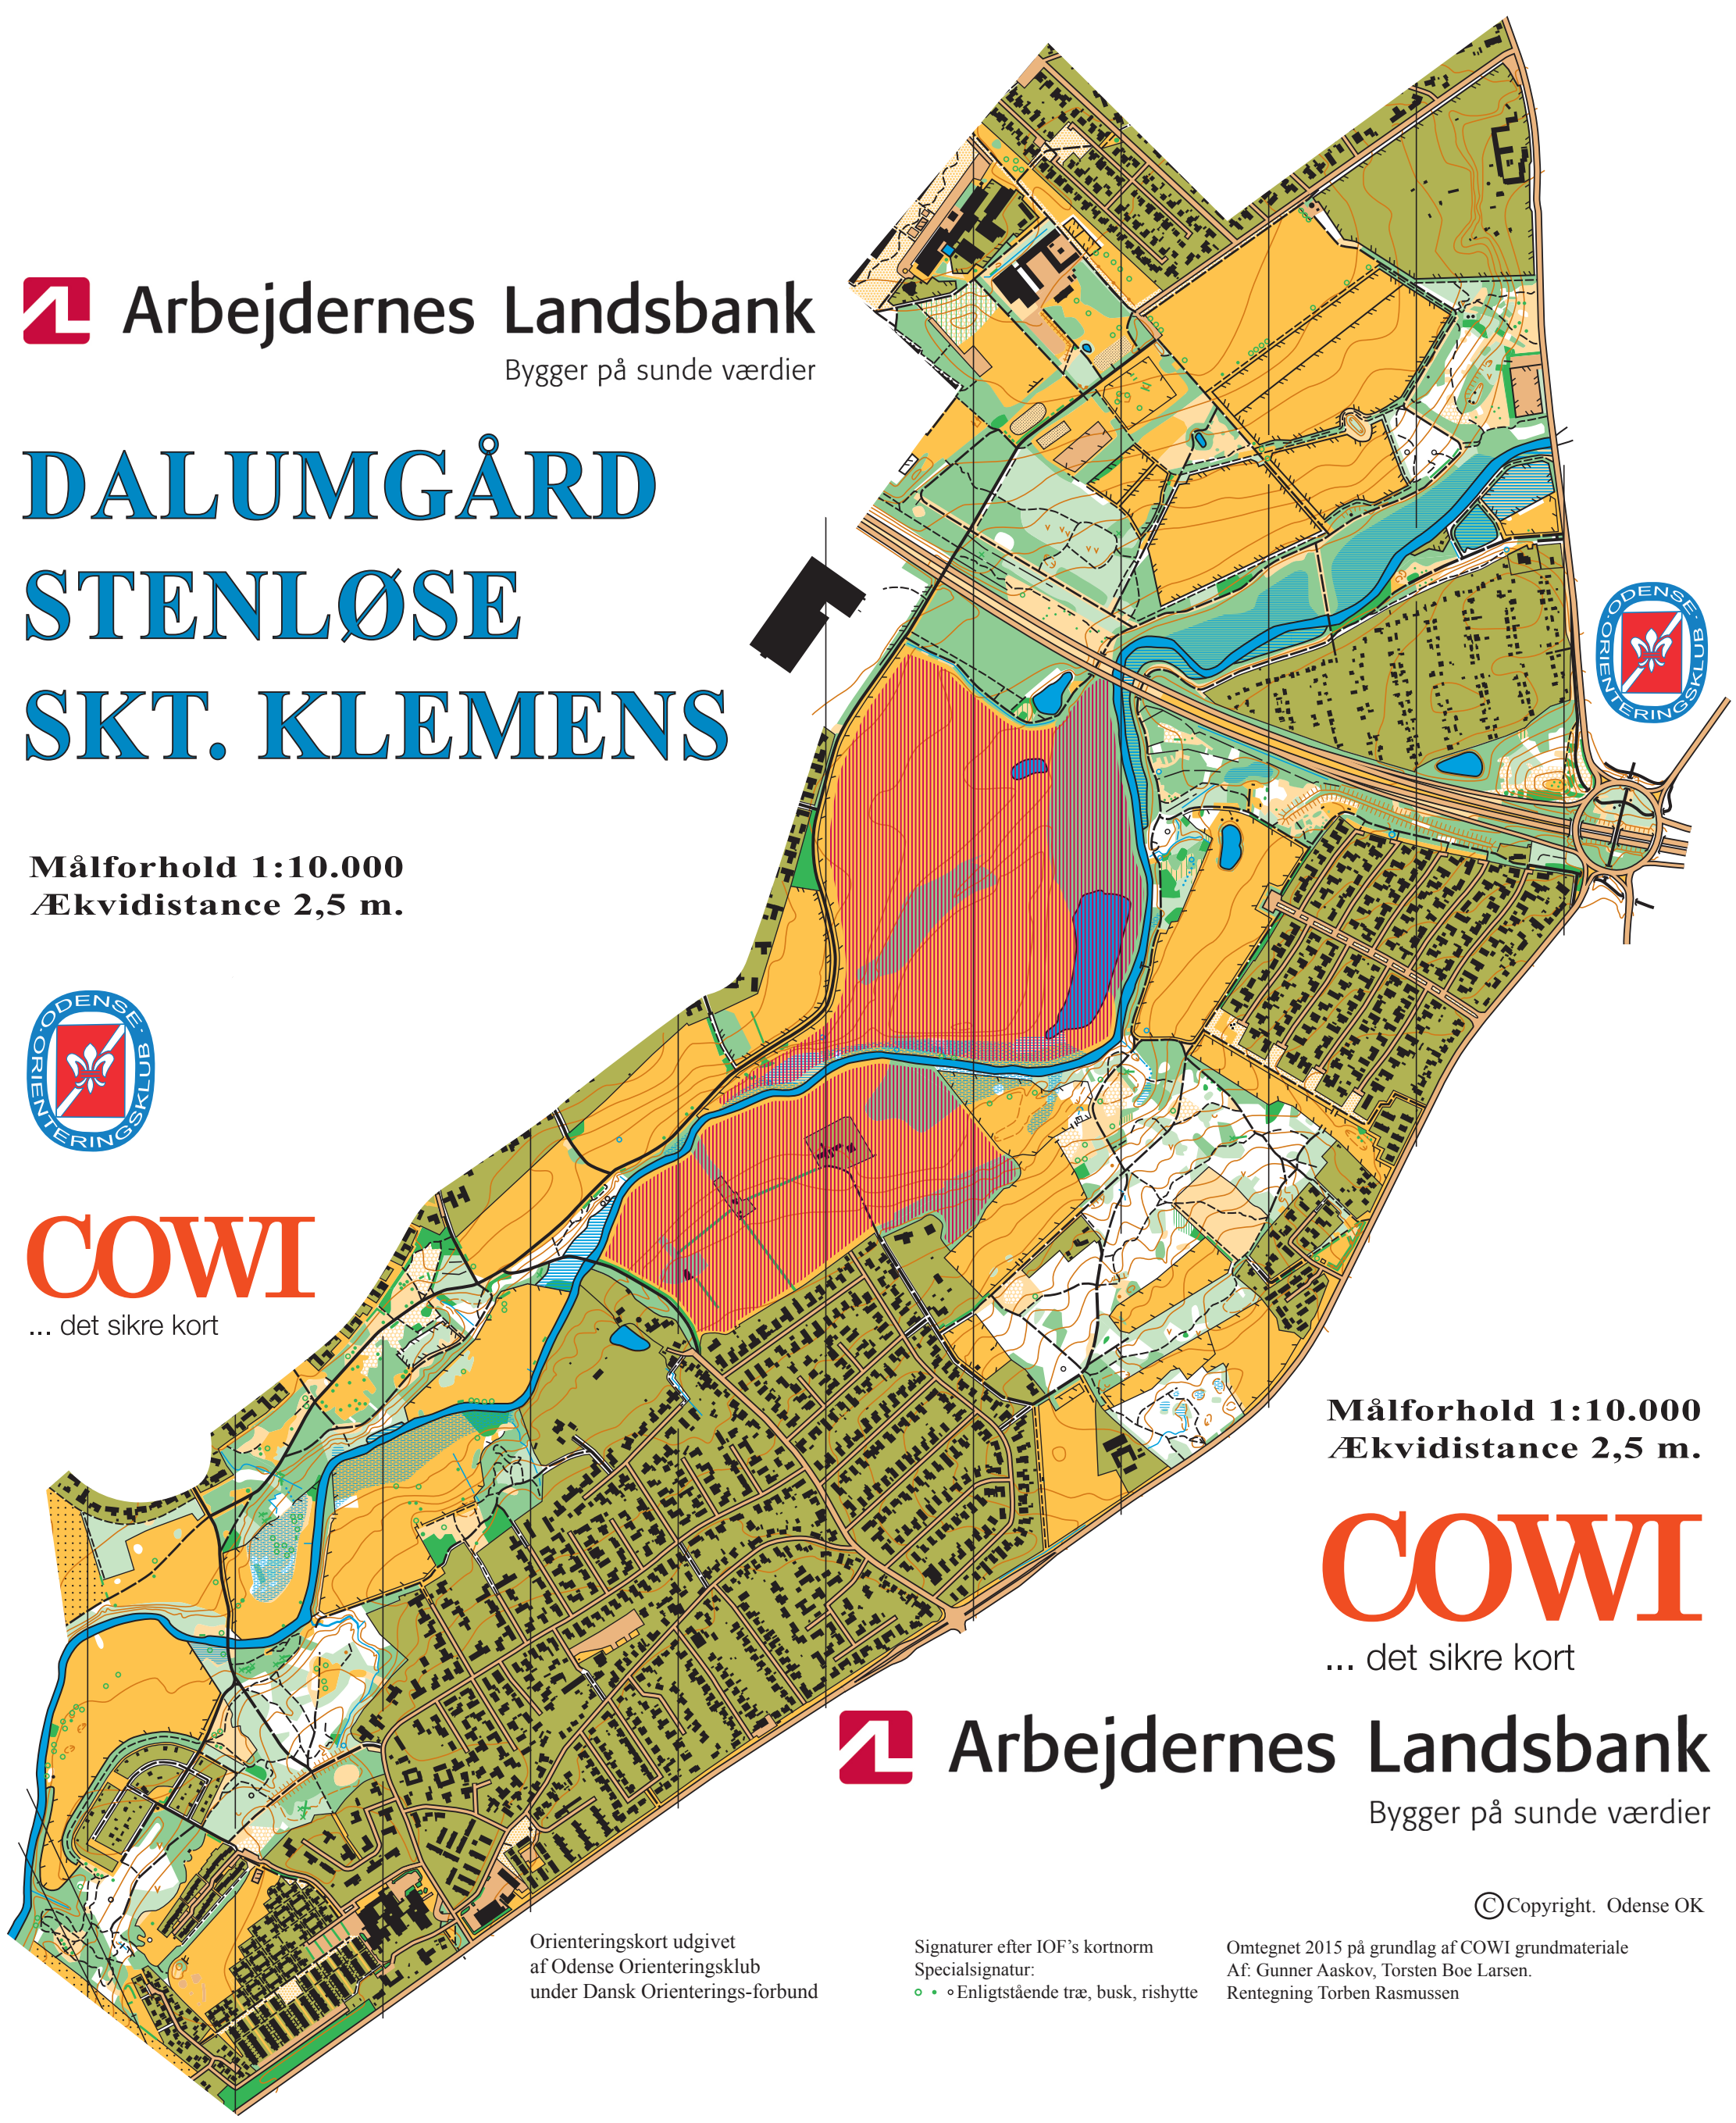 Arbejdernes Landsbank
Bygger på sunde værdier
DALUMGÅRD
STENLØSE
SKT. KLEMENS
Målforhold 1:10.000
Ækvidistance 2,5 m.
·ODENSE·
ORIENTERINGSKLUB
COWI
... det sikre kort
·ODENSE·
ORIENTERINGSKLUB
Målforhold 1:10.000
Ækvidistance 2,5 m.
COWI
... det sikre kort
Arbejdernes Landsbank
Bygger på sunde værdier
© Copyright. Odense OK
Orienteringskort udgivet
af Odense Orienteringsklub
under Dansk Orienterings-forbund
Signaturer efter IOF's kortnorm
Specialsignatur:
Enligtstående træ, busk, rishytte
Omtegnet 2015 på grundlag af COWI grundmateriale
Af: Gunner Aaskov, Torsten Boe Larsen.
Rentegning Torben Rasmussen